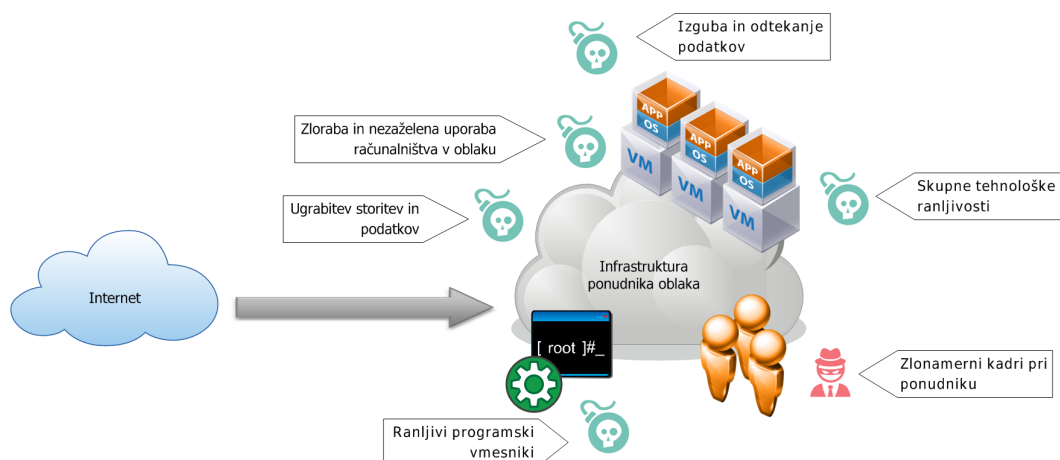 Izguba in odtekanje
podatkov
APP
OS
VM
APP
OS
VM
APP
OS
VM
Zloraba in nezaželena uporaba
računalništva v oblaku
Skupne tehnološke
ranljivosti
Ugrabitev storitev in
podatkov
Infrastruktura
ponudnika oblaka
Internet
[ root ]#_
Zlonamerni kadri pri
ponudniku
Ranljivi programski
vmesniki